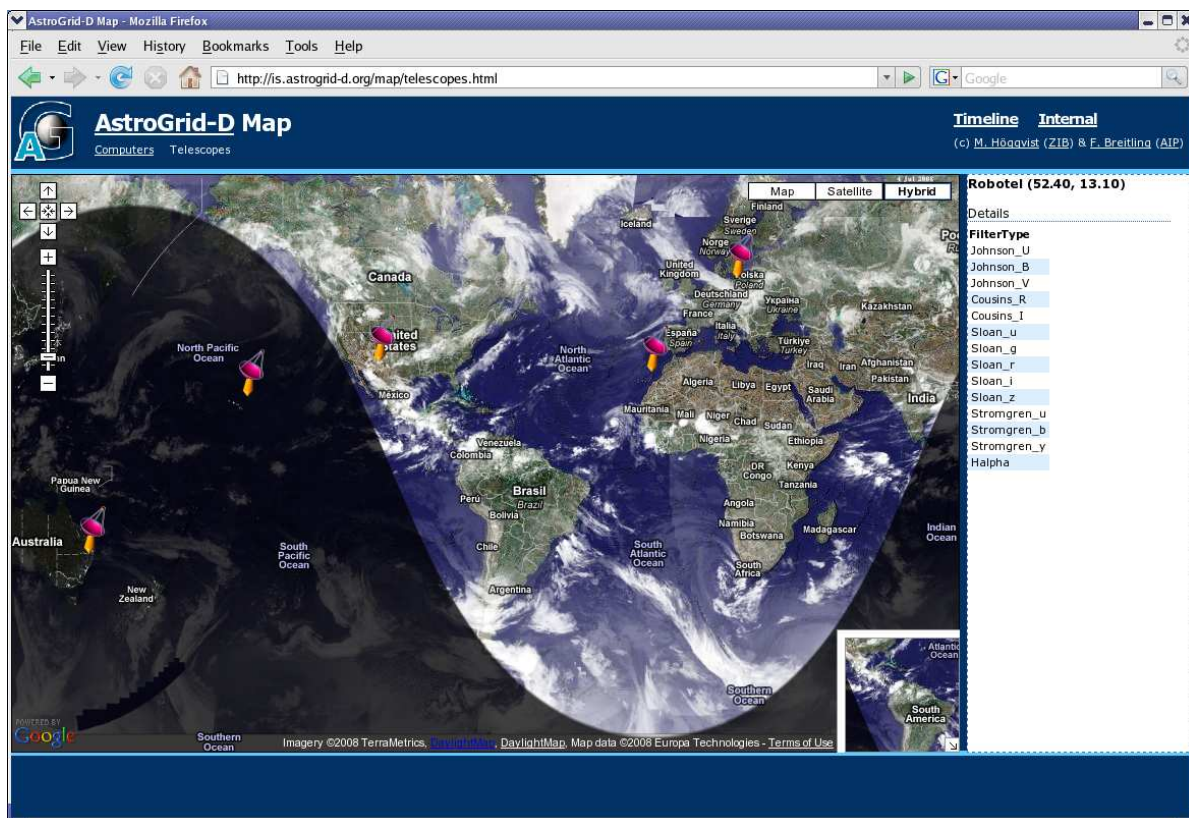 AstroGrid-D Map - Mozilla Firefox
File Edit View History Bookmarks Tools Help
http://is.astrogrid-d.org/map/telescopes.html
G Google
AG
AstroGrid-D Map
Computers Telescopes
Timeline Internal
(c) M. Högqvist (ZIB) & F. Breitling (AIP)
Map Satellite Hybrid
Finland
Iceland
Sverige
Sweden
Norge
Norway
Canada
United
Kingdom
Polska
Poland
Deutschland
Germany
Україна
Ukraine
France
Kazakhstan
United
States
North Pacific
Ocean
North
Atlantic
Ocean
España
Spain
Italia
Italy
Türkiye
Turkey
Iraq
Iran
Afghanistan
Pakistan
Algeria
Libya
Egypt
Saudi
Arabia
India
México
Mauritania
Mali
Niger
Chad
Sudan
Nigeria
Ethiopia
Venezuela
Colombia
DR
Congo
Kenya
Tanzania
Papua New
Guinea
Perú
Brasil
Brazil
Bolivia
Angola
Namibia
Botswana
Madagascar
Indian
Ocean
Australia
South
Pacific
Ocean
Chile
South
Atlantic
Ocean
South
Africa
New
Zealand
Argentina
Southern
Ocean
Atlantic
Ocean
South
America
POWERED BY
Google
Southern
Ocean
Imagery ©2008 TerraMetrics, DaylightMap, DaylightMap, Map data ©2008 Europa Technologies - Terms of Use
Robotel (52.40, 13.10)
Details
FilterType
Johnson_U
Johnson_B
Johnson_V
Cousins_R
Cousins_I
Sloan_u
Sloan_g
Sloan_r
Sloan_i
Sloan_z
Stromgren_u
Stromgren_b
Stromgren_y
Halpha